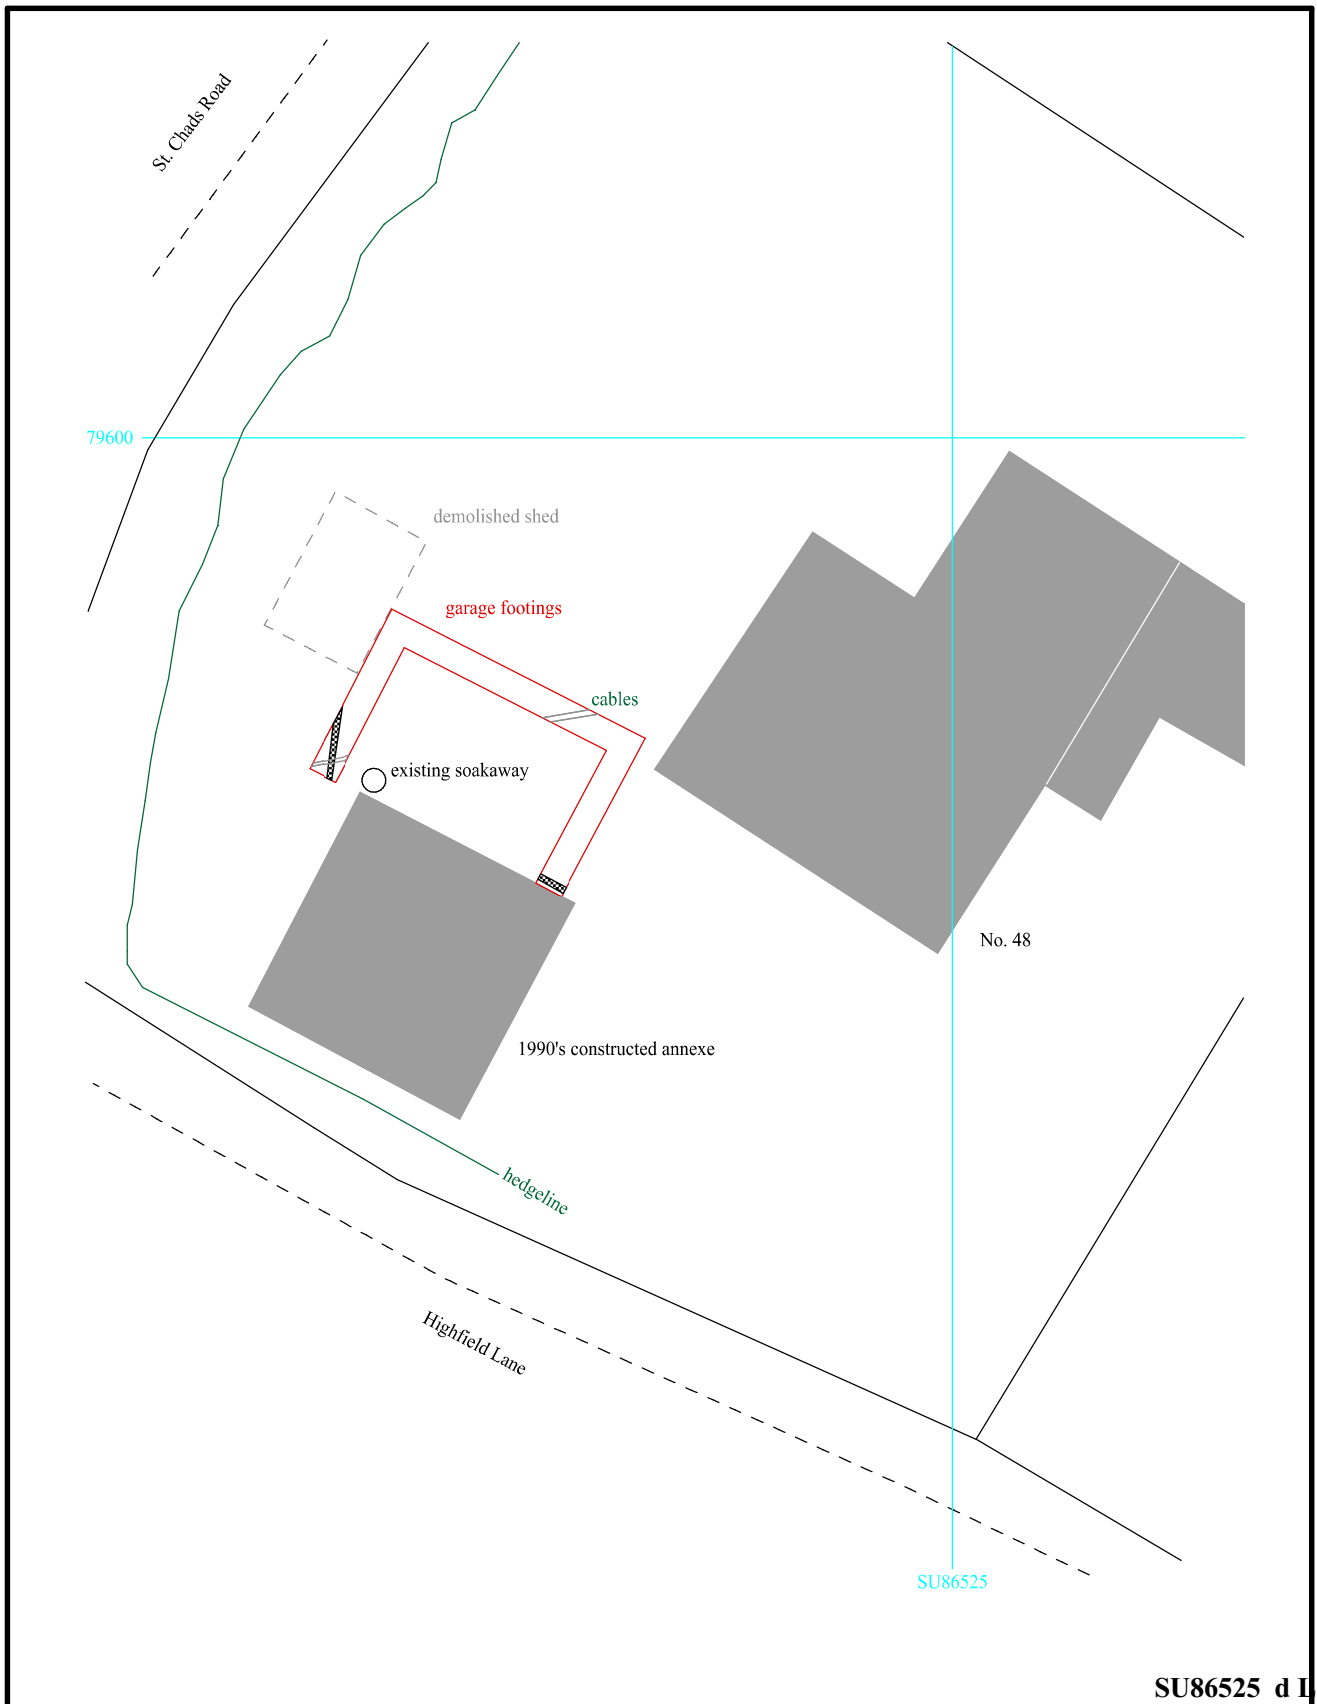 St. Chads Road
79600
demolished shed
garage footings
cables
existing soakaway
No. 48
1990's constructed annexe
hedgeline
Highfield Lane
SU86525
SU86525 d L